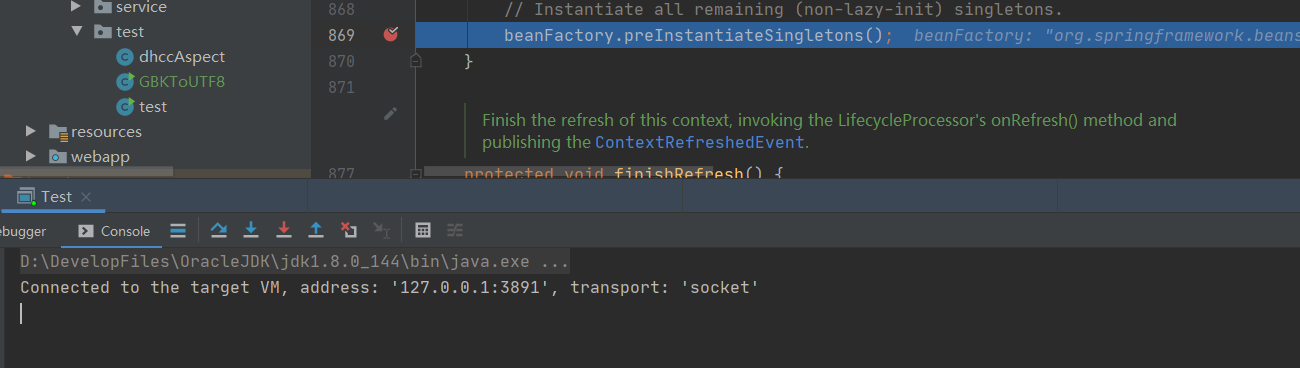 service
test
dhccAspect
GBKToUTF8
test
resources
webapp
868 // Instantiate all remaining (non-lazy-init) singletons.
869 beanFactory.preInstantiateSingletons(); beanFactory: "org.springframework.beans
870 }
871
Finish the refresh of this context, invoking the LifecycleProcessor's onRefresh() method and
publishing the ContextRefreshedEvent.
877 protected void finishRefresh() {
Test
ebugger Console
D:\DevelopFiles\OracleJDK\jdk1.8.0_144\bin\java.exe ...
Connected to the target VM, address: '127.0.0.1:3891', transport: 'socket'